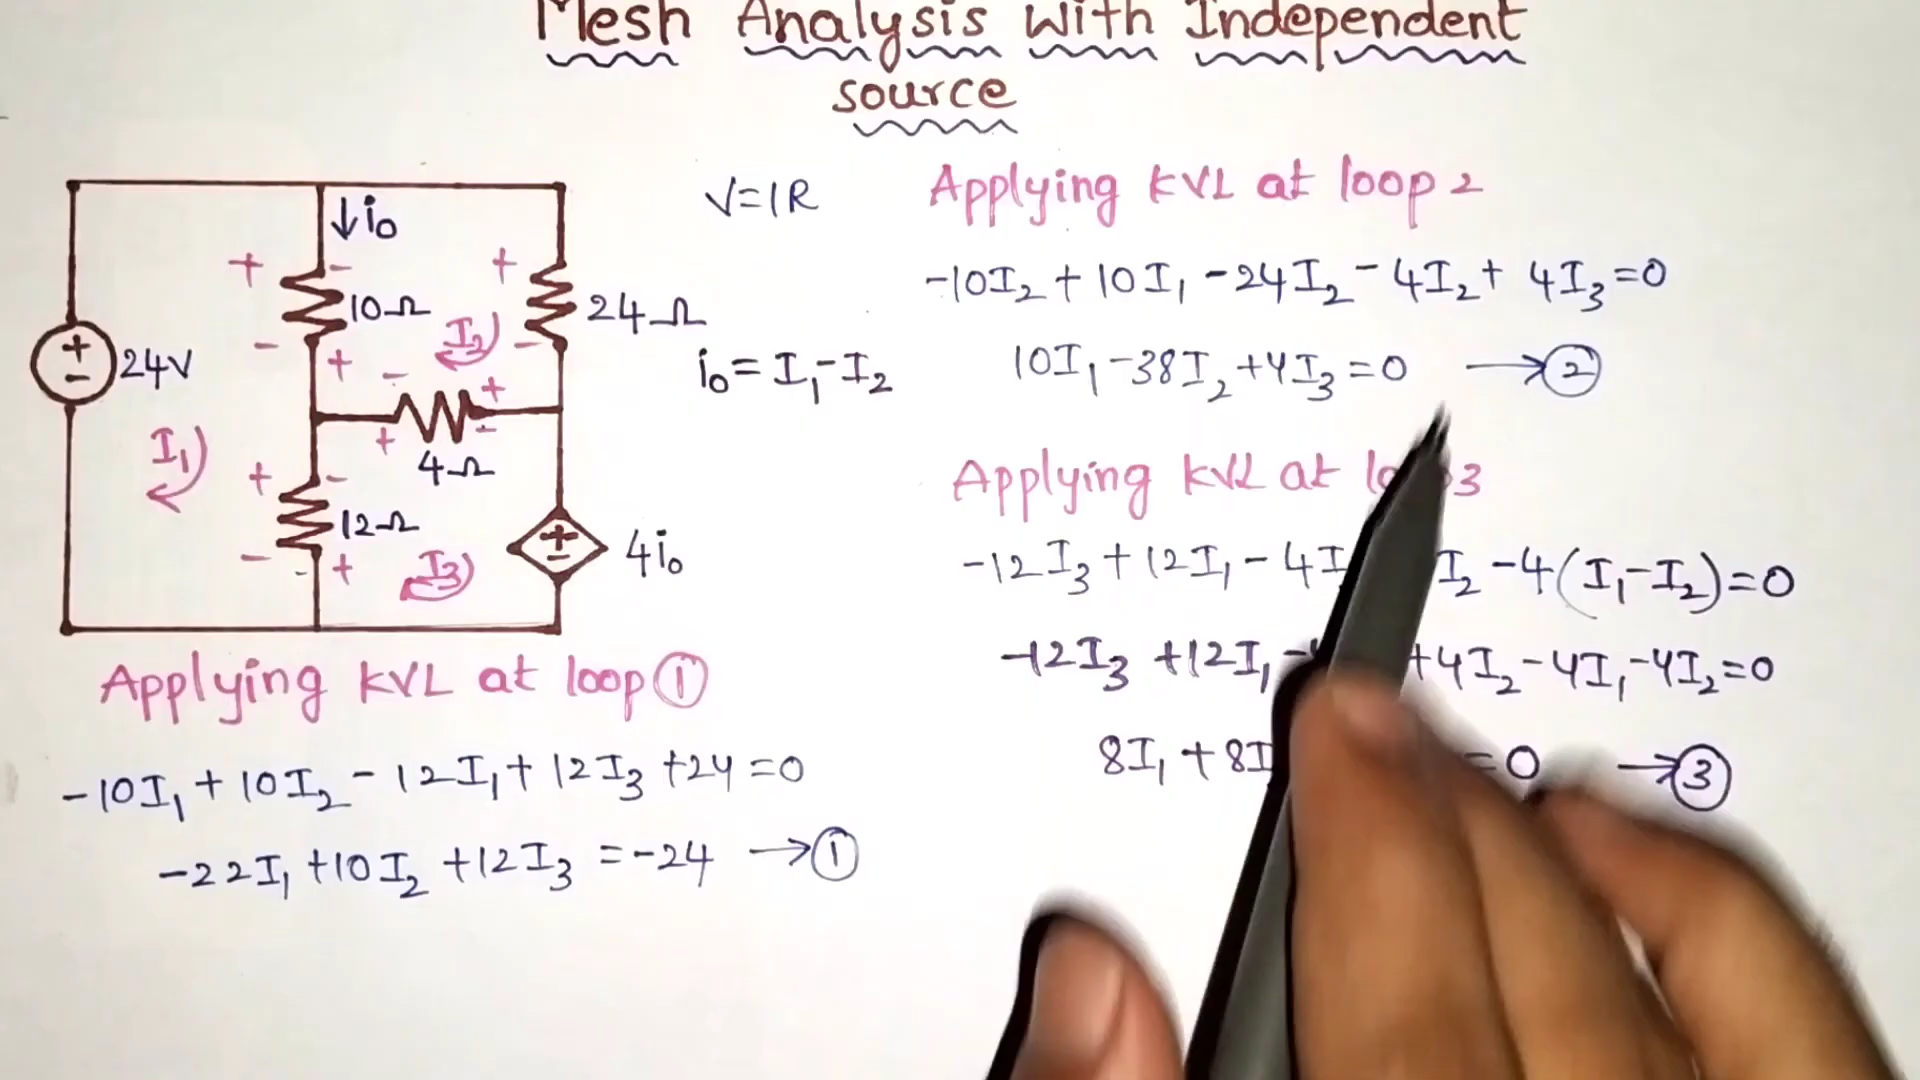 Mesh Analysis With Independent
source
↓i₀
10Ω
24Ω
24V
I₂
4Ω
I₁
12Ω
I₃
4i₀
V=IR
i₀ = I₁-I₂
Applying KVL at loop ①
-10I₁ + 10I₂ - 12I₁ + 12I₃ +24 =0
-22I₁ +10I₂ +12I₃ = -24 → ①
Applying KVL at loop 2
-10I₂ + 10I₁ -24I₂ - 4I₂ + 4I₃ =0
10I₁ -38I₂ +4I₃ =0 → ②
Applying KVL at 3
-12I₃ + 12I₁ - 4I I₂ -4(I₁-I₂)=0
-12I₃ +12I₁ - +4I₂ -4I₁ -4I₂=0
8I₁ + 8I =0 → ③